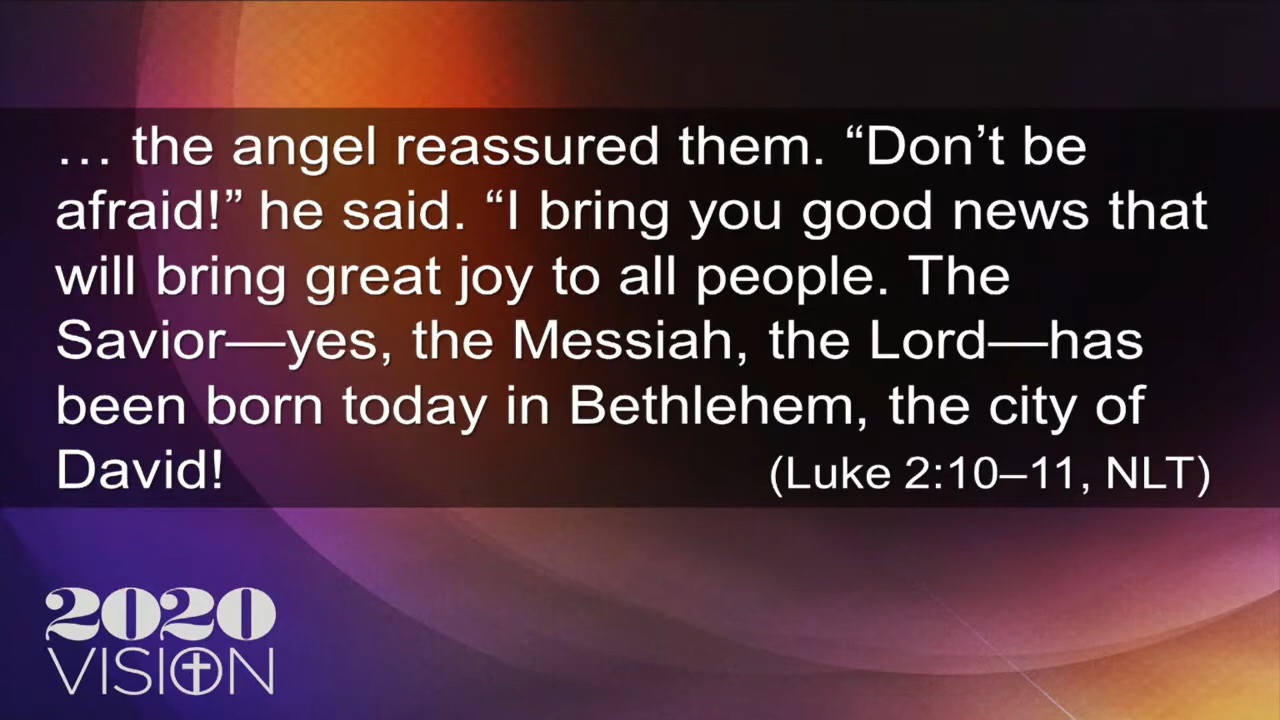 … the angel reassured them. “Don’t be
afraid!” he said. “I bring you good news that
will bring great joy to all people. The
Savior—yes, the Messiah, the Lord—has
been born today in Bethlehem, the city of
David! (Luke 2:10–11, NLT)
2020
VISION